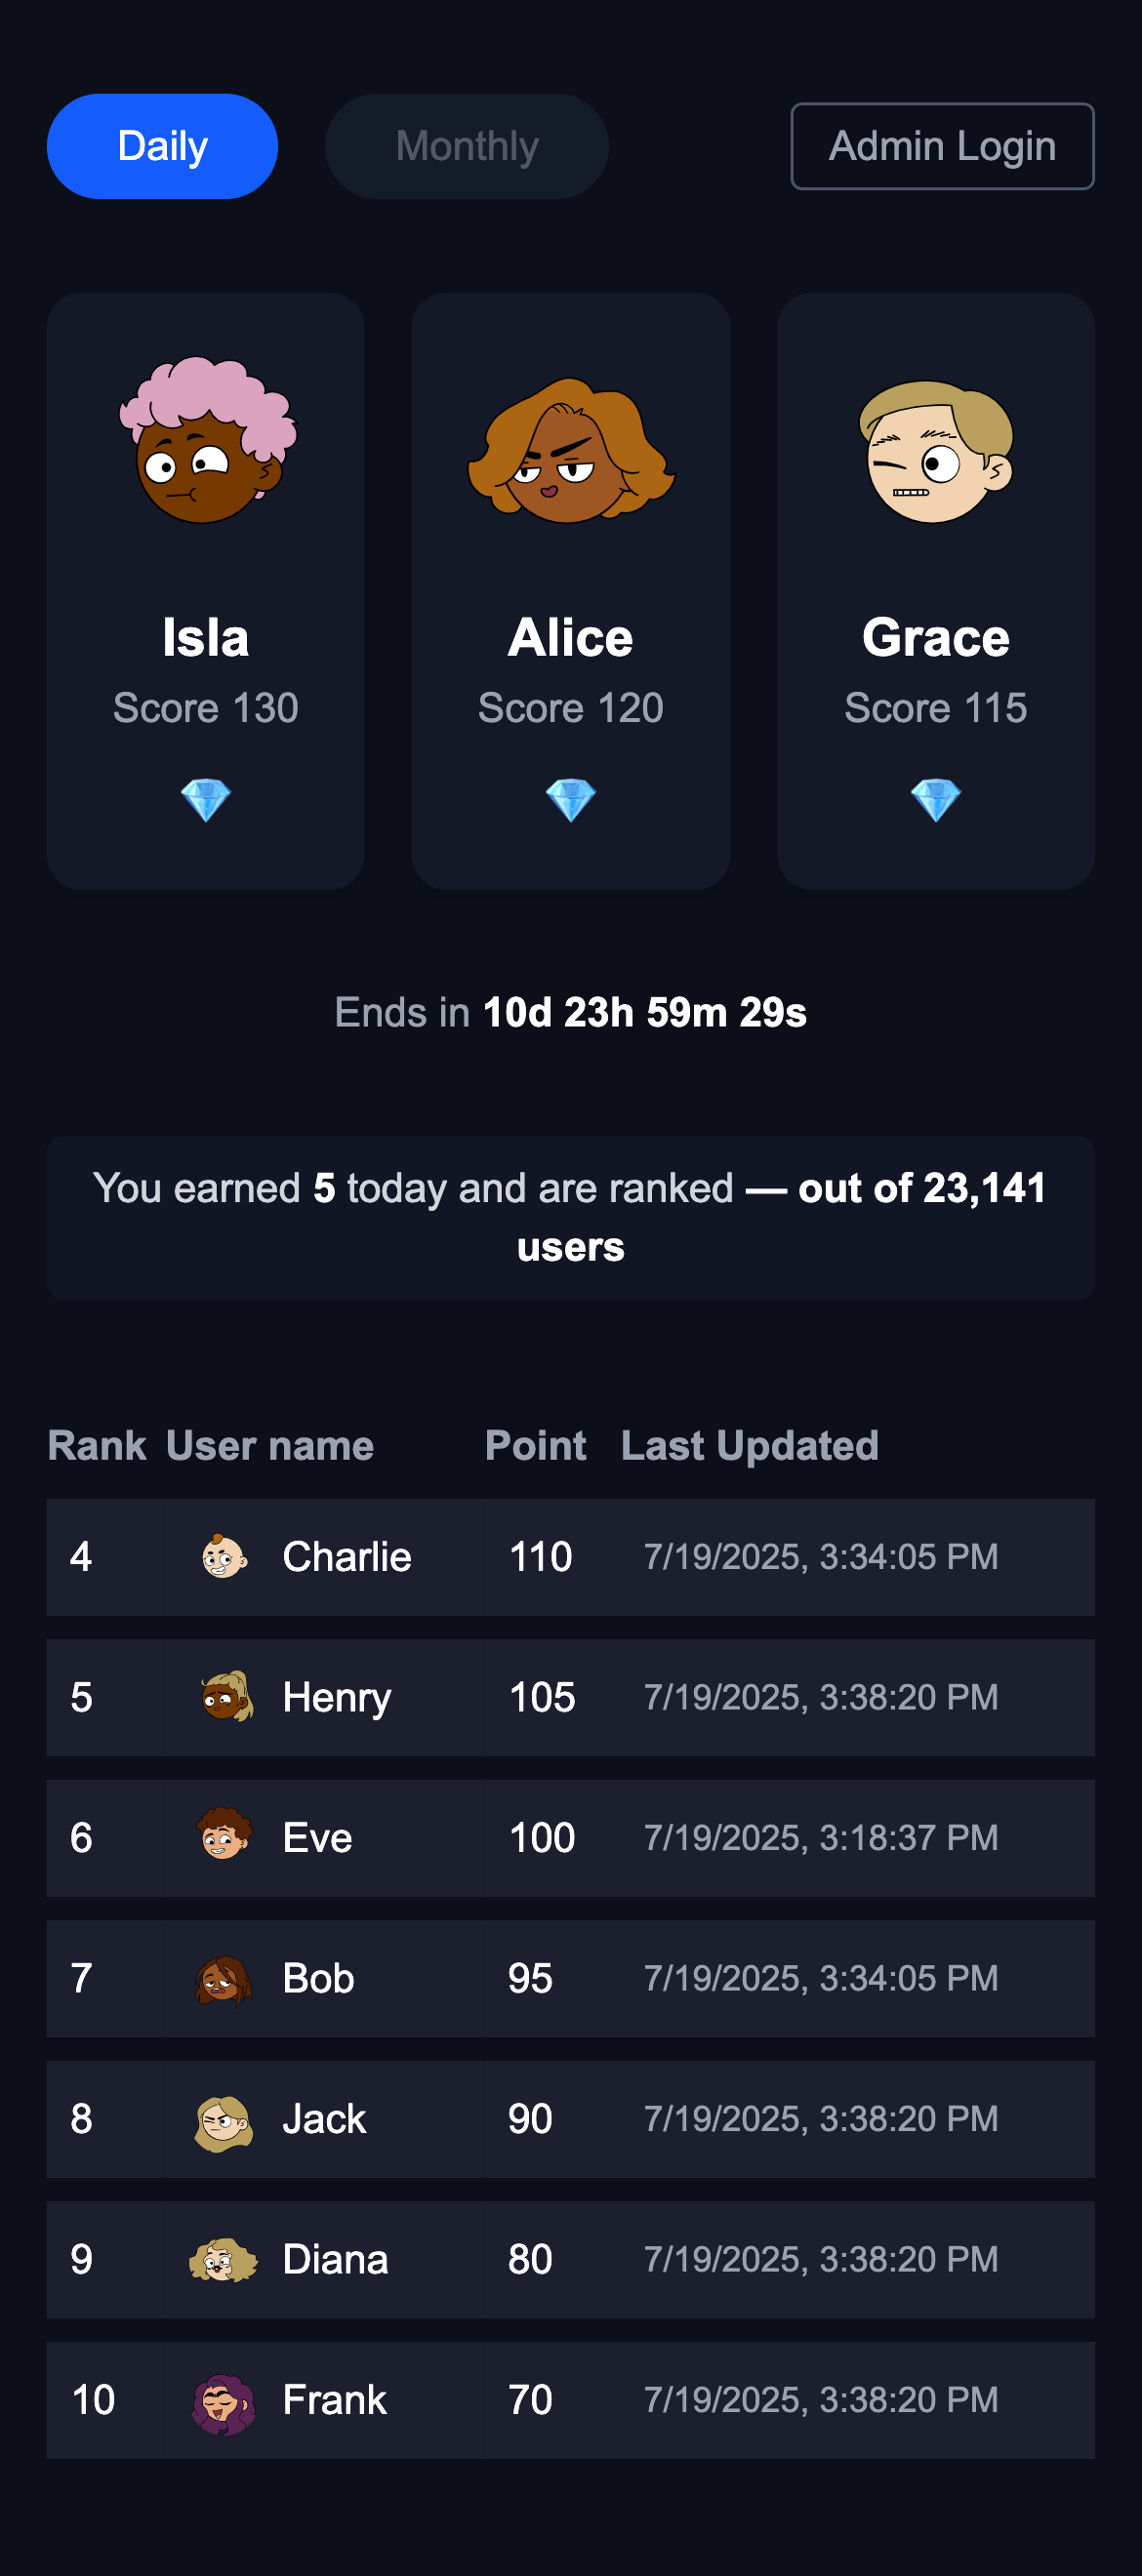 Daily Monthly Admin Login
Isla Alice Grace
Score 130 Score 120 Score 115
Ends in 10d 23h 59m 29s
You earned 5 today and are ranked — out of 23,141
users
Rank User name Point Last Updated
4 Charlie 110 7/19/2025, 3:34:05 PM
5 Henry 105 7/19/2025, 3:38:20 PM
6 Eve 100 7/19/2025, 3:18:37 PM
7 Bob 95 7/19/2025, 3:34:05 PM
8 Jack 90 7/19/2025, 3:38:20 PM
9 Diana 80 7/19/2025, 3:38:20 PM
10 Frank 70 7/19/2025, 3:38:20 PM